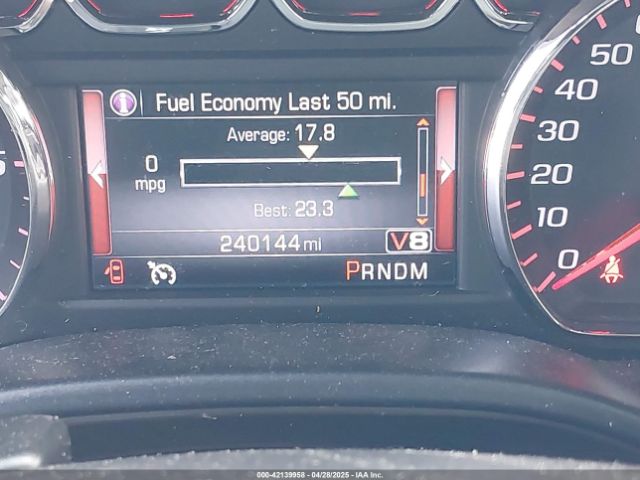 Fuel Economy Last 50 mi.
Average: 17.8
0
mpg
Best: 23.3
240144 mi V8
PRNDM
50
40
30
20
10
0
000-42139958 | 04/28/2025 | IAA Inc.